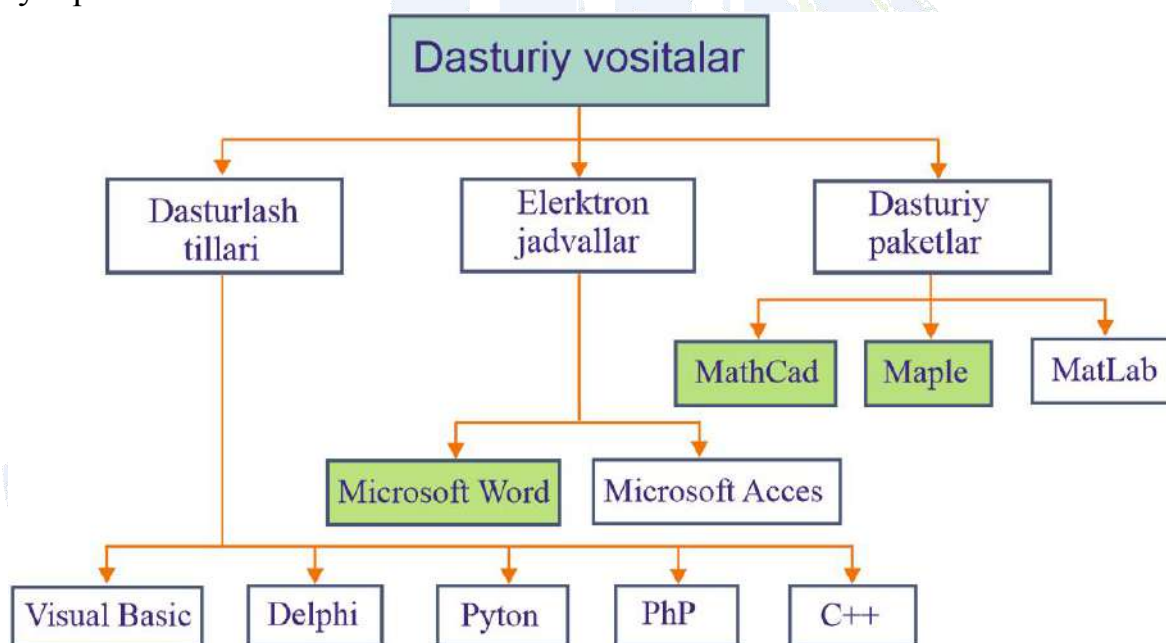 Dasturiy vositalar
Dasturlash
tillari
Elerktron
jadvallar
Dasturiy
paketlar
MathCad
Maple
MatLab
Microsoft Word
Microsoft Acces
Visual Basic
Delphi
Pyton
PhP
C++